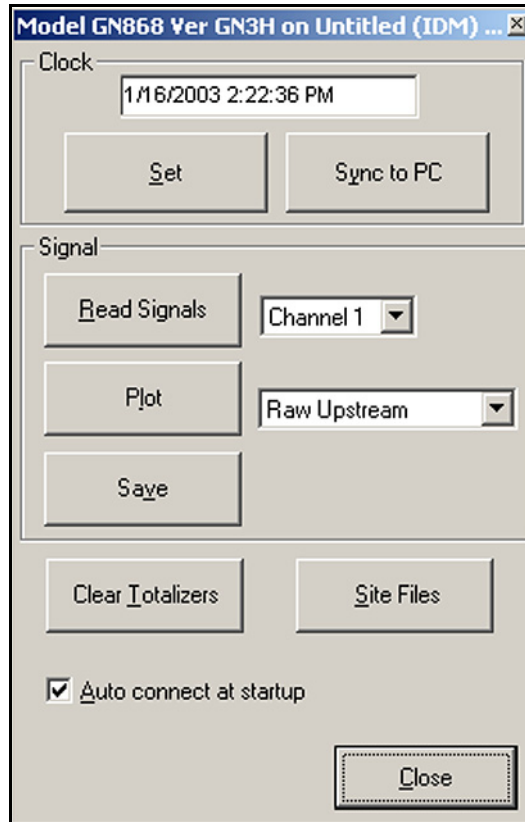 Model GN868 Ver GN3H on Untitled (IDM) ...
Clock
1/16/2003 2:22:36 PM
Set
Sync to PC
Signal
Read Signals
Channel 1
Plot
Raw Upstream
Save
Clear Totalizers
Site Files
Auto connect at startup
Close